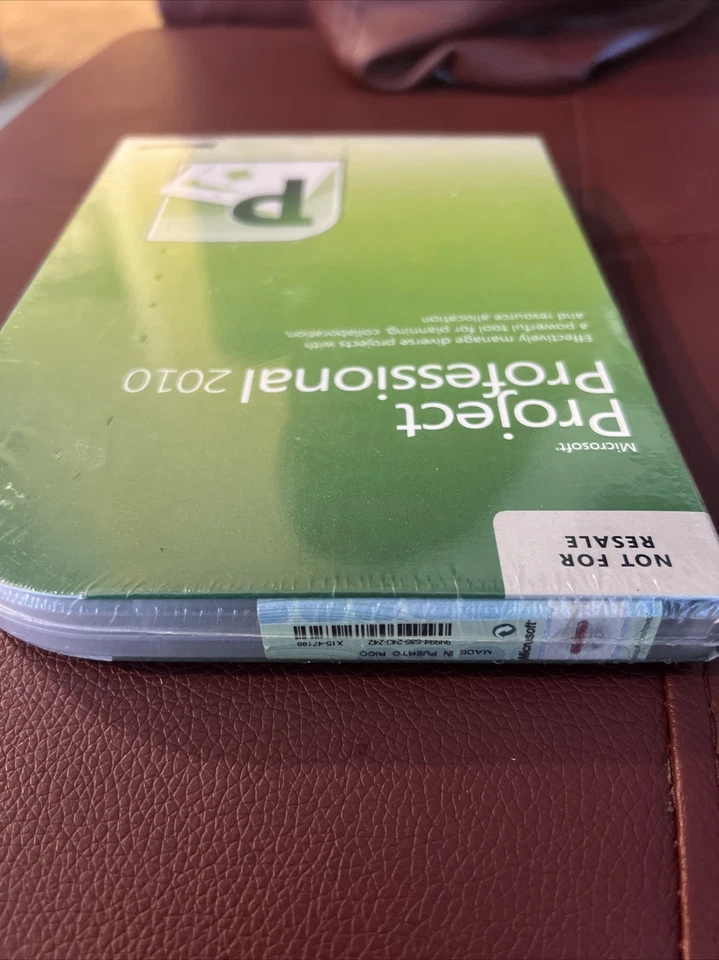 NOT FOR
RESALE
Microsoft®
Project
Professional 2010
Effectively manage diverse projects with
a powerful tool for planning, collaboration,
and resource allocation
P
Microsoft
MADE IN PUERTO RICO
X15-47188